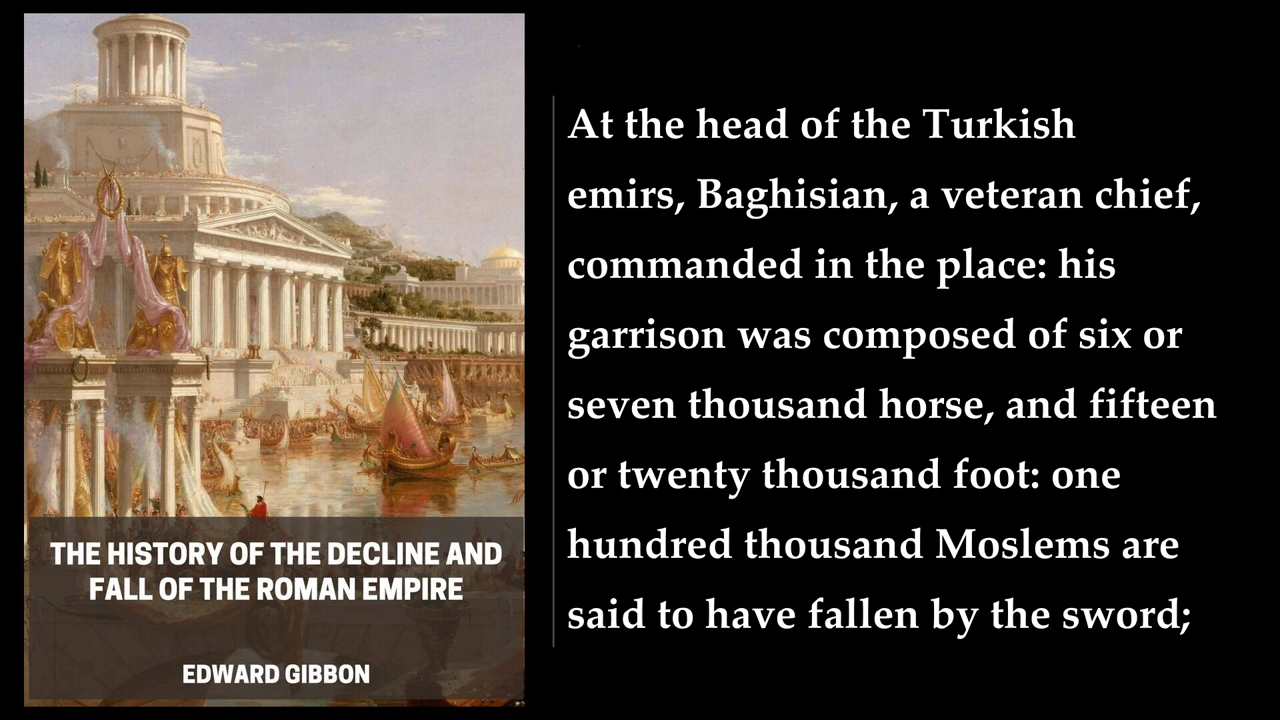 THE HISTORY OF THE DECLINE AND
FALL OF THE ROMAN EMPIRE
EDWARD GIBBON
At the head of the Turkish
emirs, Baghisian, a veteran chief,
commanded in the place: his
garrison was composed of six or
seven thousand horse, and fifteen
or twenty thousand foot: one
hundred thousand Moslems are
said to have fallen by the sword;